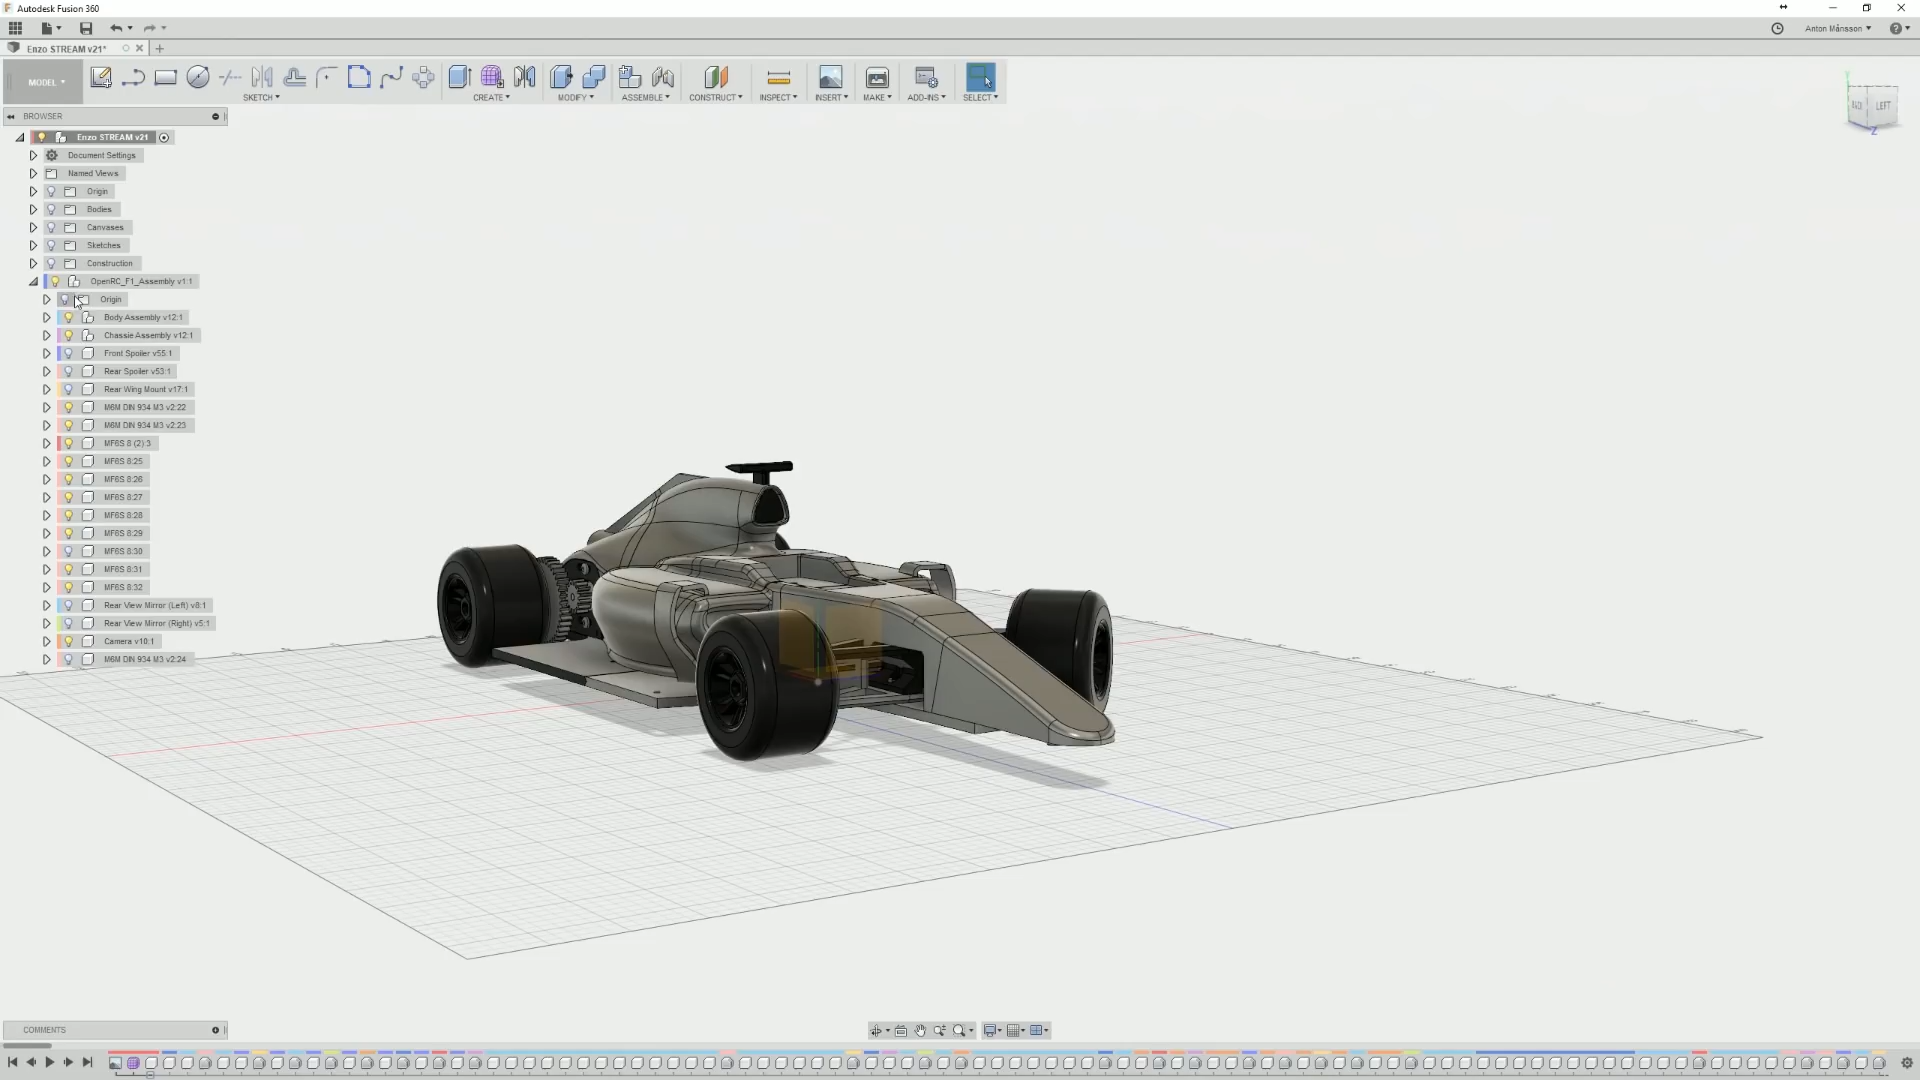 Autodesk Fusion 360
Anton Månsson
Enzo STREAM v21*
MODEL
SKETCH
CREATE
MODIFY
ASSEMBLE
CONSTRUCT
INSPECT
INSERT
MAKE
ADD-INS
SELECT
LEFT
Z
BROWSER
Enzo STREAM v21
Document Settings
Named Views
Origin
Bodies
Canvases
Sketches
Construction
OpenRC_F1_Assembly v1:1
Origin
Body Assembly v12:1
Chassie Assembly v12:1
Front Spoiler v55:1
Rear Spoiler v53:1
Rear Wing Mount v17:1
M6M DIN 934 M3 v2:22
M6M DIN 934 M3 v2:23
MF6S 8 (2):3
MF6S 8:25
MF6S 8:26
MF6S 8:27
MF6S 8:28
MF6S 8:29
MF6S 8:30
MF6S 8:31
MF6S 8:32
Rear View Mirror (Left) v8:1
Rear View Mirror (Right) v5:1
Camera v10:1
M6M DIN 934 M3 v2:24
COMMENTS